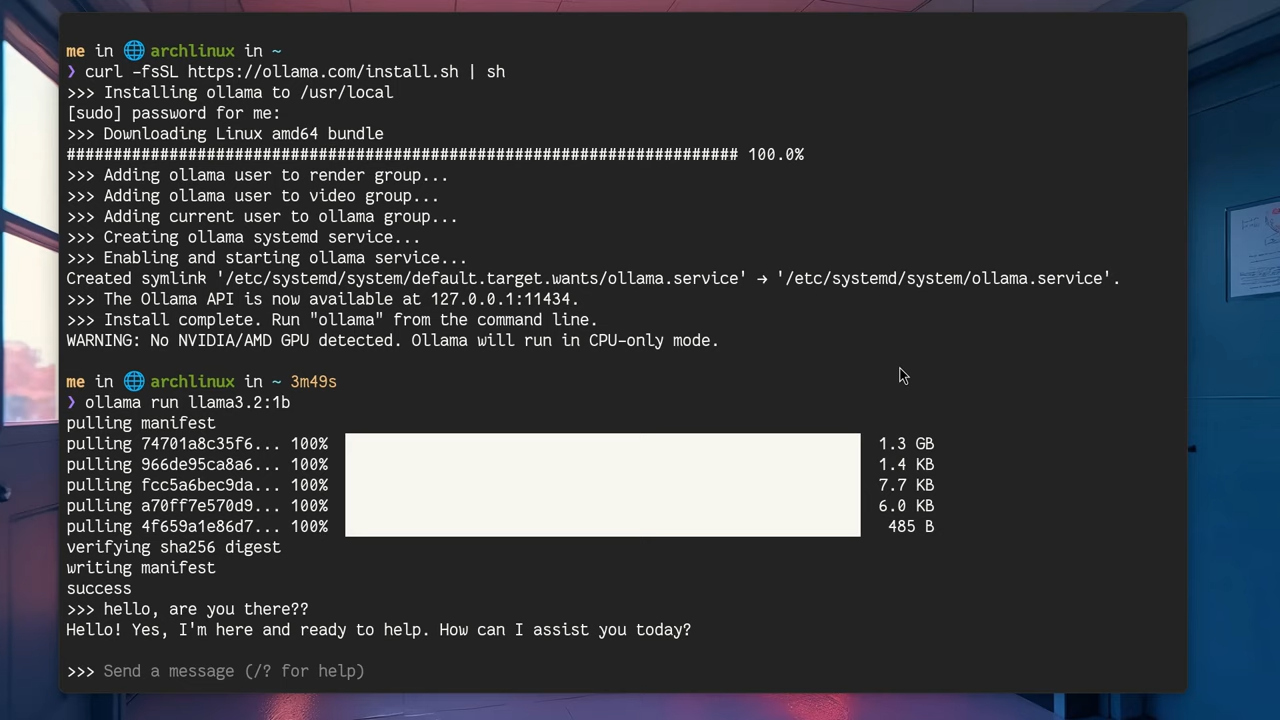 me in 🌐 archlinux in ~
❯ curl -fsSL https://ollama.com/install.sh | sh
>>> Installing ollama to /usr/local
[sudo] password for me:
>>> Downloading Linux amd64 bundle
######################################################################## 100.0%
>>> Adding ollama user to render group...
>>> Adding ollama user to video group...
>>> Adding current user to ollama group...
>>> Creating ollama systemd service...
>>> Enabling and starting ollama service...
Created symlink '/etc/systemd/system/default.target.wants/ollama.service' → '/etc/systemd/system/ollama.service'.
>>> The Ollama API is now available at 127.0.0.1:11434.
>>> Install complete. Run "ollama" from the command line.
WARNING: No NVIDIA/AMD GPU detected. Ollama will run in CPU-only mode.
me in 🌐 archlinux in ~ 3m49s
❯ ollama run llama3.2:1b
pulling manifest
pulling 74701a8c35f6... 100% 1.3 GB
pulling 966de95ca8a6... 100% 1.4 KB
pulling fcc5a6bec9da... 100% 7.7 KB
pulling a70ff7e570d9... 100% 6.0 KB
pulling 4f659a1e86d7... 100% 485 B
verifying sha256 digest
writing manifest
success
>>> hello, are you there??
Hello! Yes, I'm here and ready to help. How can I assist you today?
>>> Send a message (/? for help)